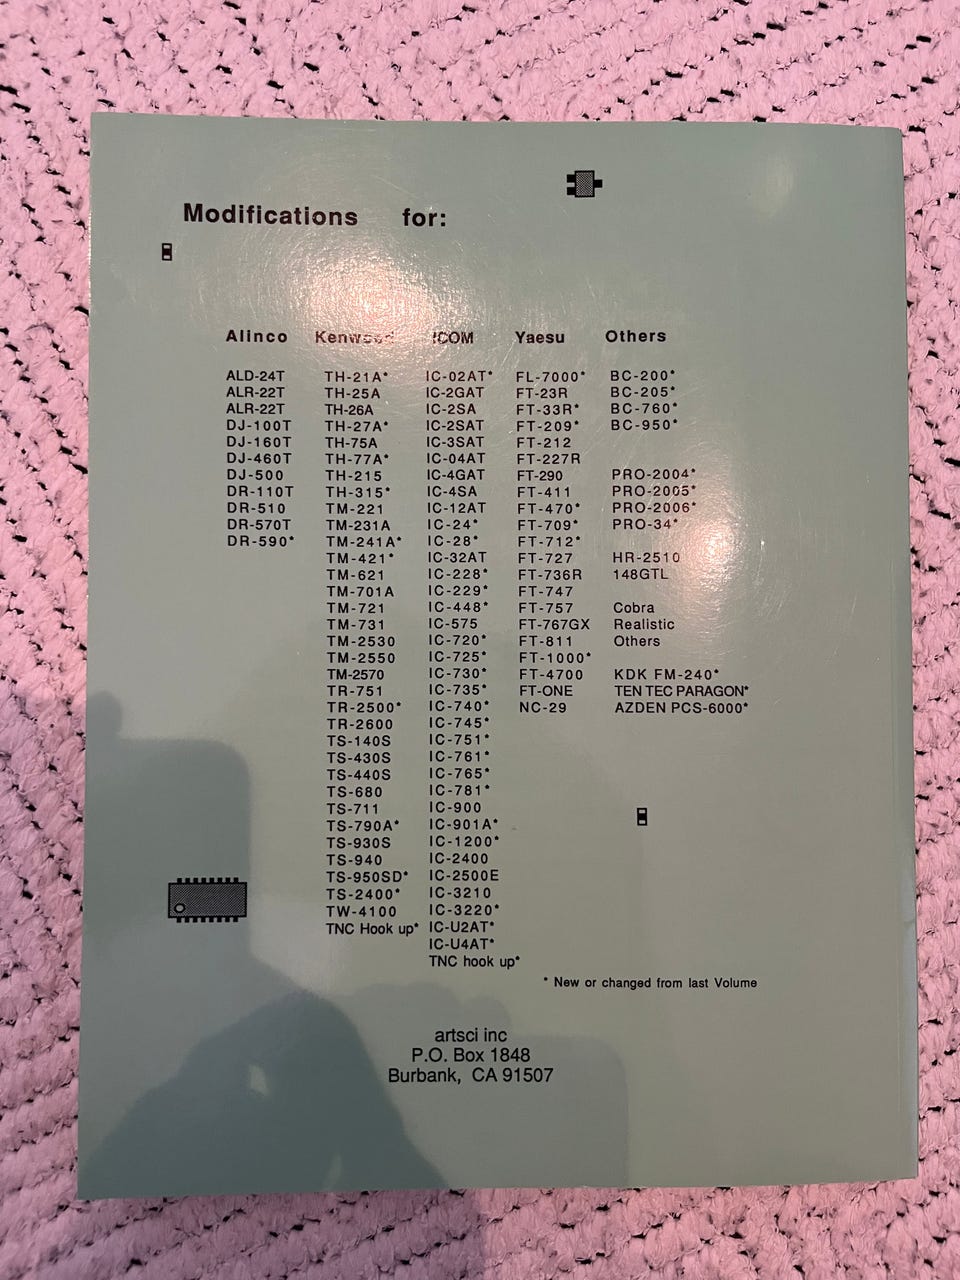 Modifications for:
Alinco
ALD-24T
ALR-22T
ALR-22T
DJ-100T
DJ-160T
DJ-460T
DJ-500
DR-110T
DR-510
DR-570T
DR-590*
Kenwood
TH-21A*
TH-25A
TH-26A
TH-27A*
TH-75A
TH-77A*
TH-215
TH-315*
TM-221
TM-231A
TM-241A*
TM-421*
TM-621
TM-701A
TM-721
TM-731
TM-2530
TM-2550
TM-2570
TR-751
TR-2500*
TR-2600
TS-140S
TS-430S
TS-440S
TS-680
TS-711
TS-790A*
TS-930S
TS-940
TS-950SD*
TS-2400*
TW-4100
TNC Hook up*
ICOM
IC-02AT*
IC-2GAT
IC-2SA
IC-2SAT
IC-3SAT
IC-04AT
IC-4GAT
IC-4SA
IC-12AT
IC-24*
IC-28*
IC-32AT
IC-228*
IC-229*
IC-448*
IC-575
IC-720*
IC-725*
IC-730*
IC-735*
IC-740*
IC-745*
IC-751*
IC-761*
IC-765*
IC-781*
IC-900
IC-901A*
IC-1200*
IC-2400
IC-2500E
IC-3210
IC-3220*
IC-U2AT*
IC-U4AT*
TNC hook up*
Yaesu
FL-7000*
FT-23R
FT-33R*
FT-209*
FT-212
FT-227R
FT-290
FT-411
FT-470*
FT-709*
FT-712*
FT-727
FT-736R
FT-747
FT-757
FT-767GX
FT-811
FT-1000*
FT-4700
FT-ONE
NC-29
Others
BC-200*
BC-205*
BC-760*
BC-950*
PRO-2004*
PRO-2005*
PRO-2006*
PRO-34*
HR-2510
148GTL
Cobra
Realistic
Others
KDK FM-240*
TEN TEC PARAGON*
AZDEN PCS-6000*
* New or changed from last Volume
artsci inc
P.O. Box 1848
Burbank, CA 91507